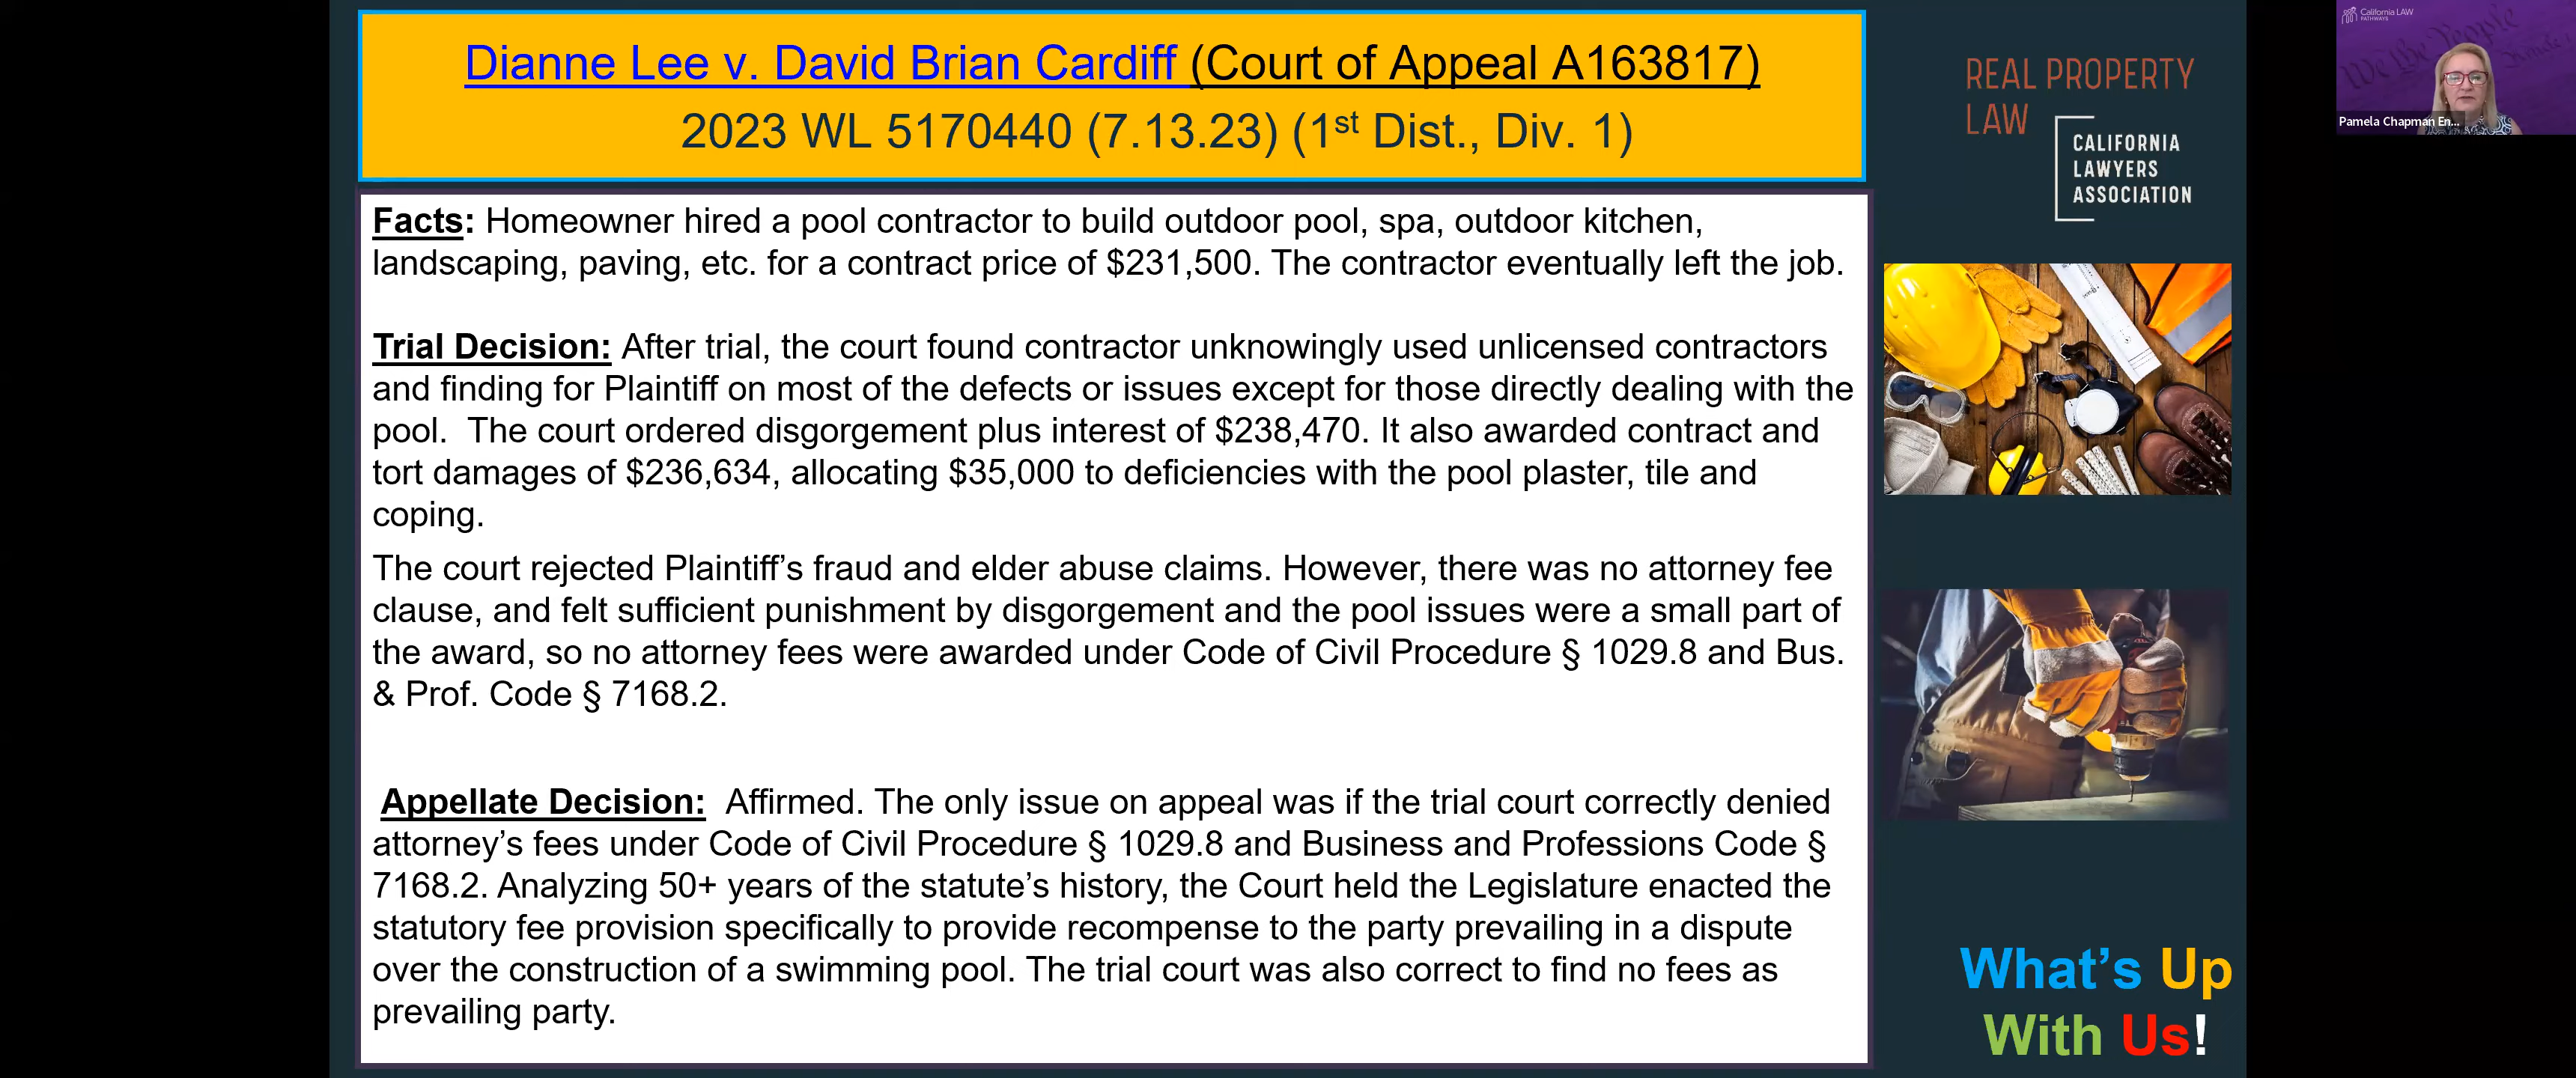 Dianne Lee v. David Brian Cardiff (Court of Appeal A163817)
2023 WL 5170440 (7.13.23) (1st Dist., Div. 1)
Facts: Homeowner hired a pool contractor to build outdoor pool, spa, outdoor kitchen,
landscaping, paving, etc. for a contract price of $231,500. The contractor eventually left the job.
Trial Decision: After trial, the court found contractor unknowingly used unlicensed contractors
and finding for Plaintiff on most of the defects or issues except for those directly dealing with the
pool. The court ordered disgorgement plus interest of $238,470. It also awarded contract and
tort damages of $236,634, allocating $35,000 to deficiencies with the pool plaster, tile and
coping.
The court rejected Plaintiff’s fraud and elder abuse claims. However, there was no attorney fee
clause, and felt sufficient punishment by disgorgement and the pool issues were a small part of
the award, so no attorney fees were awarded under Code of Civil Procedure § 1029.8 and Bus.
& Prof. Code § 7168.2.
Appellate Decision: Affirmed. The only issue on appeal was if the trial court correctly denied
attorney’s fees under Code of Civil Procedure § 1029.8 and Business and Professions Code §
7168.2. Analyzing 50+ years of the statute’s history, the Court held the Legislature enacted the
statutory fee provision specifically to provide recompense to the party prevailing in a dispute
over the construction of a swimming pool. The trial court was also correct to find no fees as
prevailing party.
REAL PROPERTY
LAW
CALIFORNIA
LAWYERS
ASSOCIATION
What’s Up
With Us!
California LAW
PATHWAYS
We the People
Pamela Chapman En...